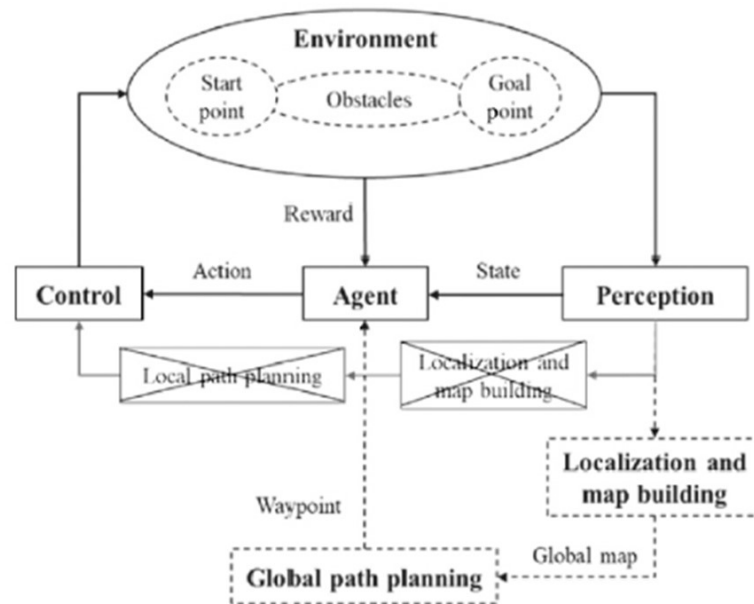 Environment
Start
point
Obstacles
Goal
point
Reward
Control
Action
Agent
State
Perception
Local path planning
Localization and
map building
Localization and
map building
Waypoint
Global map
Global path planning